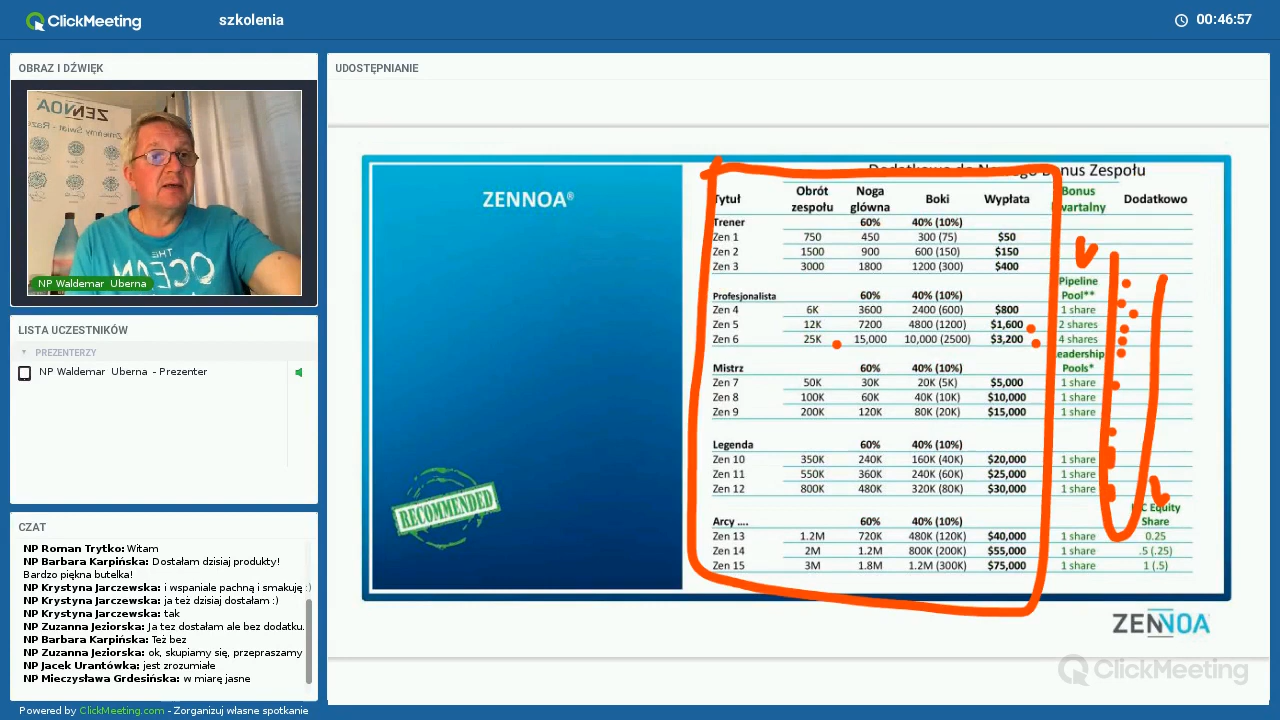 ClickMeeting
szkolenia
00:46:57
OBRAZ I DŹWIĘK
ZENNOA
NP Waldemar Uberna
LISTA UCZESTNIKÓW
PREZENTERZY
NP Waldemar Uberna - Prezenter
CZAT
NP Roman Trytko: Witam
NP Barbara Karpińska: Dostałam dzisiaj produkty!
Bardzo piękna butelka!
NP Krystyna Jarczewska: i wspaniale pachną i smakuję :)
NP Krystyna Jarczewska: ja też dzisiaj dostałam :)
NP Krystyna Jarczewska: tak
NP Zuzanna Jeziorska: Ja też dostałam ale bez dodatku.
NP Barbara Karpińska: Też bez
NP Zuzanna Jeziorska: ok, skupiamy się, przepraszamy
NP Jacek Urantówka: jest zrozumiałe
NP Mieczysława Grdesińska: w miarę jasne
Powered by ClickMeeting.com - Zorganizuj własne spotkanie
UDOSTĘPNIANIE
ZENNOA®
RECOMMENDED
Dodatkowo do Nowego Bonus Zespołu
Tytuł Obrót zespołu Noga główna Boki Wypłata Bonus Kwartalny Dodatkowo
Trener 60% 40% (10%)
Zen 1 750 450 300 (75) $50
Zen 2 1500 900 600 (150) $150
Zen 3 3000 1800 1200 (300) $400
Profesjonalista 60% 40% (10%) Pipeline Pool**
Zen 4 6K 3600 2400 (600) $800 1 share
Zen 5 12K 7200 4800 (1200) $1,600 2 shares
Zen 6 25K 15,000 10,000 (2500) $3,200 4 shares
Mistrz 60% 40% (10%) Leadership Pools*
Zen 7 50K 30K 20K (5K) $5,000 1 share
Zen 8 100K 60K 40K (10K) $10,000 1 share
Zen 9 200K 120K 80K (20K) $15,000 1 share
Legenda 60% 40% (10%)
Zen 10 350K 240K 160K (40K) $20,000 1 share
Zen 11 550K 360K 240K (60K) $25,000 1 share
Zen 12 800K 480K 320K (80K) $30,000 1 share
Arcy .... 60% 40% (10%) Equity Share
Zen 13 1.2M 720K 480K (120K) $40,000 1 share 0.25
Zen 14 2M 1.2M 800K (200K) $55,000 1 share .5 (.25)
Zen 15 3M 1.8M 1.2M (300K) $75,000 1 share 1 (.5)
ZENNOA
ClickMeeting